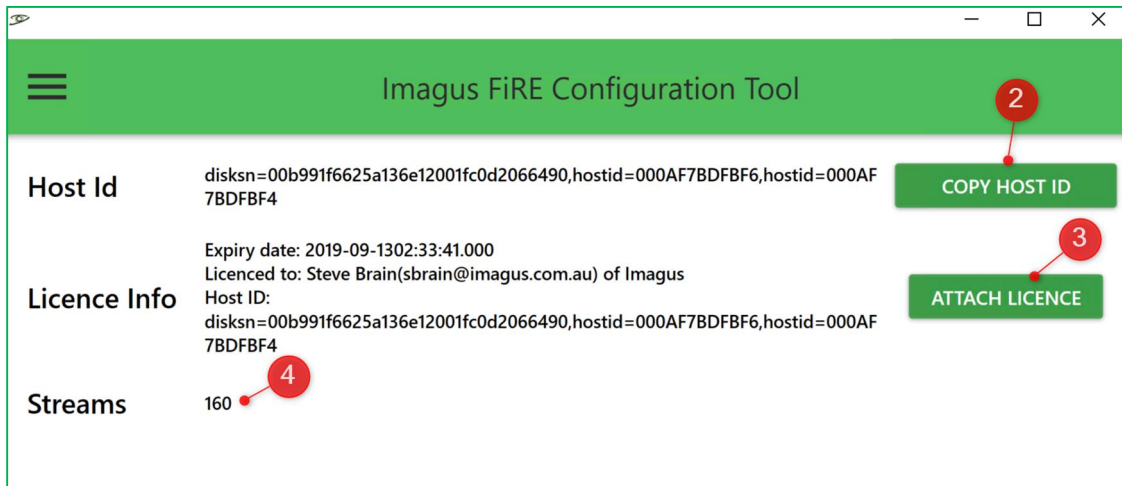 Imagus FiRE Configuration Tool
2
Host Id
disksn=00b991f6625a136e12001fc0d2066490,hostid=000AF7BDFBF6,hostid=000AF
7BDFBF4
COPY HOST ID
3
Licence Info
Expiry date: 2019-09-1302:33:41.000
Licenced to: Steve Brain(sbrain@imagus.com.au) of Imagus
Host ID:
disksn=00b991f6625a136e12001fc0d2066490,hostid=000AF7BDFBF6,hostid=000AF
7BDFBF4
ATTACH LICENCE
4
Streams
160